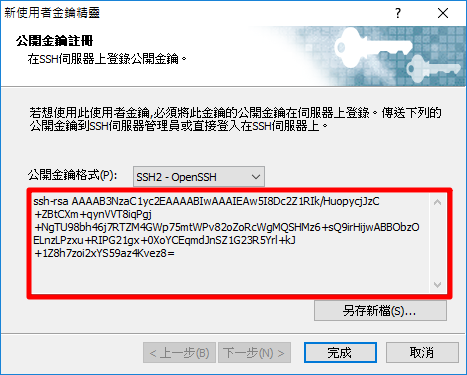 新使用者金鑰精靈
公開金鑰註冊
在SSH伺服器上登錄公開金鑰。
若想使用此使用者金鑰,必須將此金鑰的公開金鑰在伺服器上登錄。傳送下列的
公開金鑰到SSH伺服器管理員或直接登入在SSH伺服器上。
公開金鑰格式(F): SSH2 - OpenSSH
ssh-rsa AAAAB3NzaC1yc2EAAAABIwAAAIEAw5I8Dc2Z1RIk/HuopycjJzC
+ZBtCXm+qynVVT8iqPgj
+NgTU98bh46j7RTZM4GWp75mtWPv82oZoRcWgMQSHMz6+sQ9irHijwABBObzO
ELnzLPzxu+RIPG21gx+0XoYCEqmdJnSZ1G23R5Yrl+kJ
+1Z8h7zoi2xYS59az4Kvez8=
另存新檔(S)...
< 上一步(B) 下一步(N) > 完成 取消